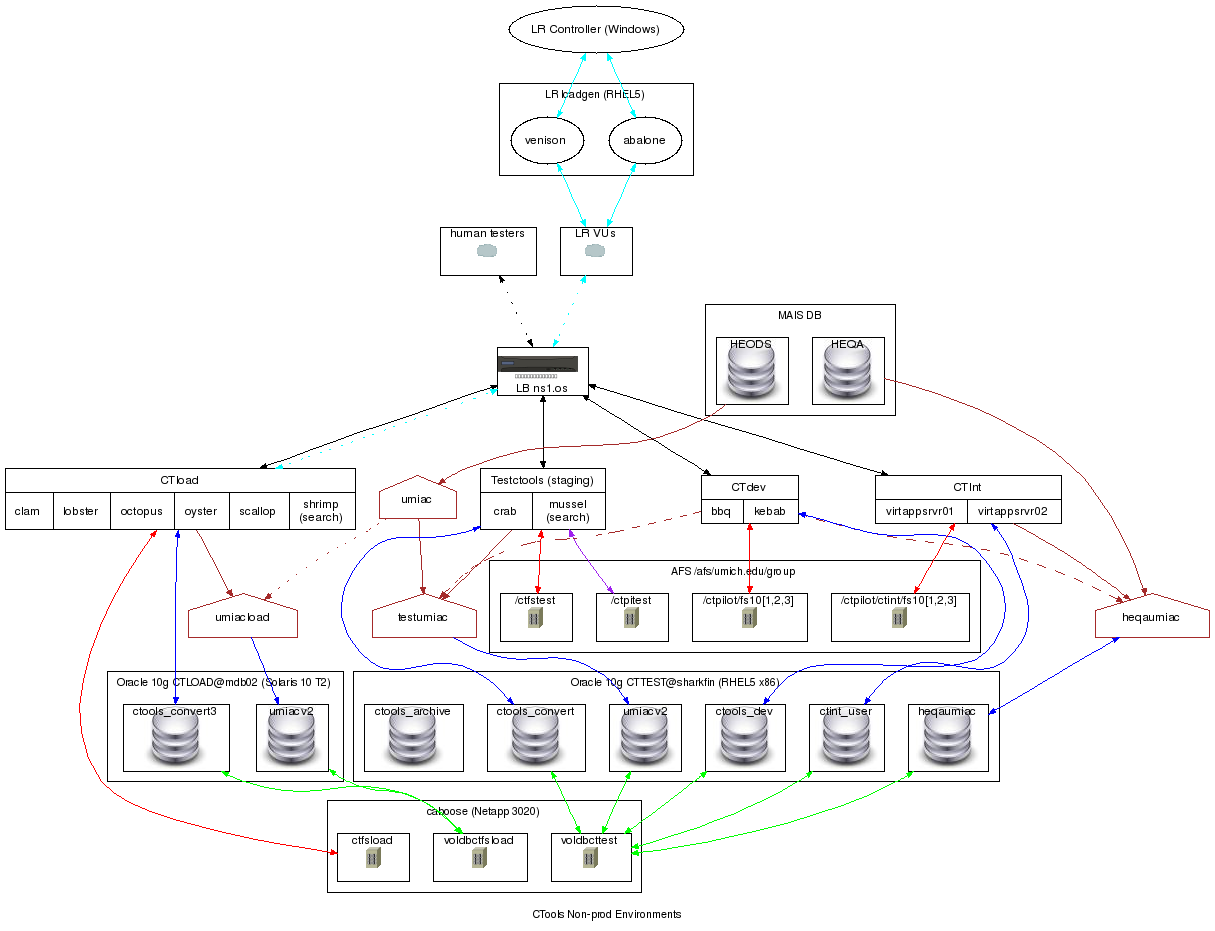 LR Controller (Windows)
LR loadgen (RHEL5)
venison
abalone
human testers
LR VUs
MAIS DB
HEODS
HEQA
LB ns1.os
CTload
clam
lobster
octopus
oyster
scallop
shrimp
(search)
umiac
Testctools (staging)
crab
mussel
(search)
CTdev
bbq
kebab
CTInt
virtappsrvr01
virtappsrvr02
AFS /afs/umich.edu/group
/ctfstest
/ctpitest
/ctpilot/fs10[1,2,3]
/ctpilot/ctint/fs10[1,2,3]
umiacload
testumiac
heqaumiac
Oracle 10g CTLOAD@mdb02 (Solaris 10 T2)
ctools_convert3
umiacv2
Oracle 10g CTTEST@sharkfin (RHEL5 x86)
ctools_archive
ctools_convert
umiacv2
ctools_dev
ctint_user
heqaumiac
caboose (Netapp 3020)
ctfsload
voldbctfsload
voldbcttest
CTools Non-prod Environments